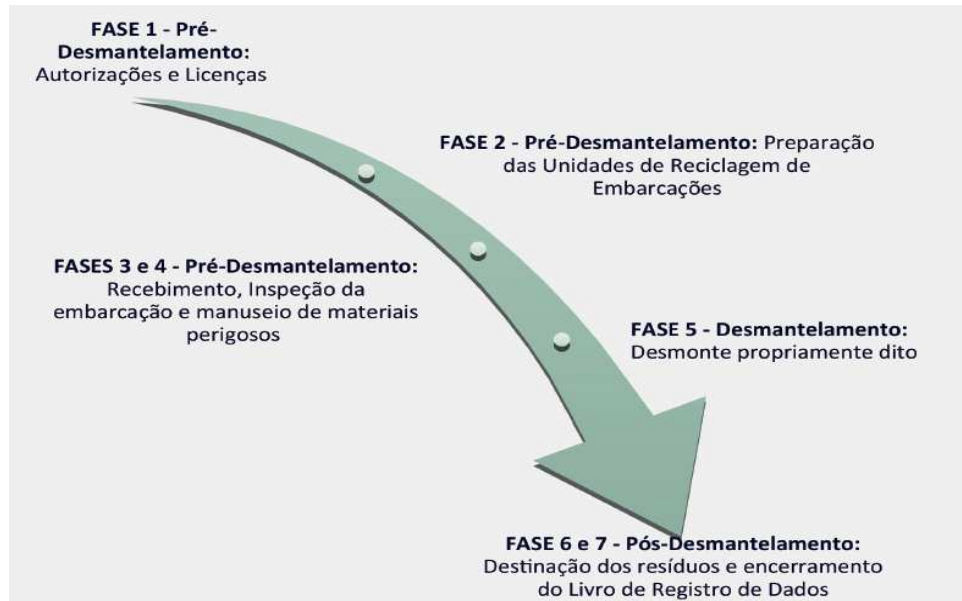 FASE 1 - Pré-
Desmantelamento:
Autorizações e Licenças
FASE 2 - Pré-Desmantelamento: Preparação
das Unidades de Reciclagem de
Embarcações
FASES 3 e 4 - Pré-Desmantelamento:
Recebimento, Inspeção da
embarcação e manuseio de materiais
perigosos
FASE 5 - Desmantelamento:
Desmonte propriamente dito
FASE 6 e 7 - Pós-Desmantelamento:
Destinação dos resíduos e encerramento
do Livro de Registro de Dados